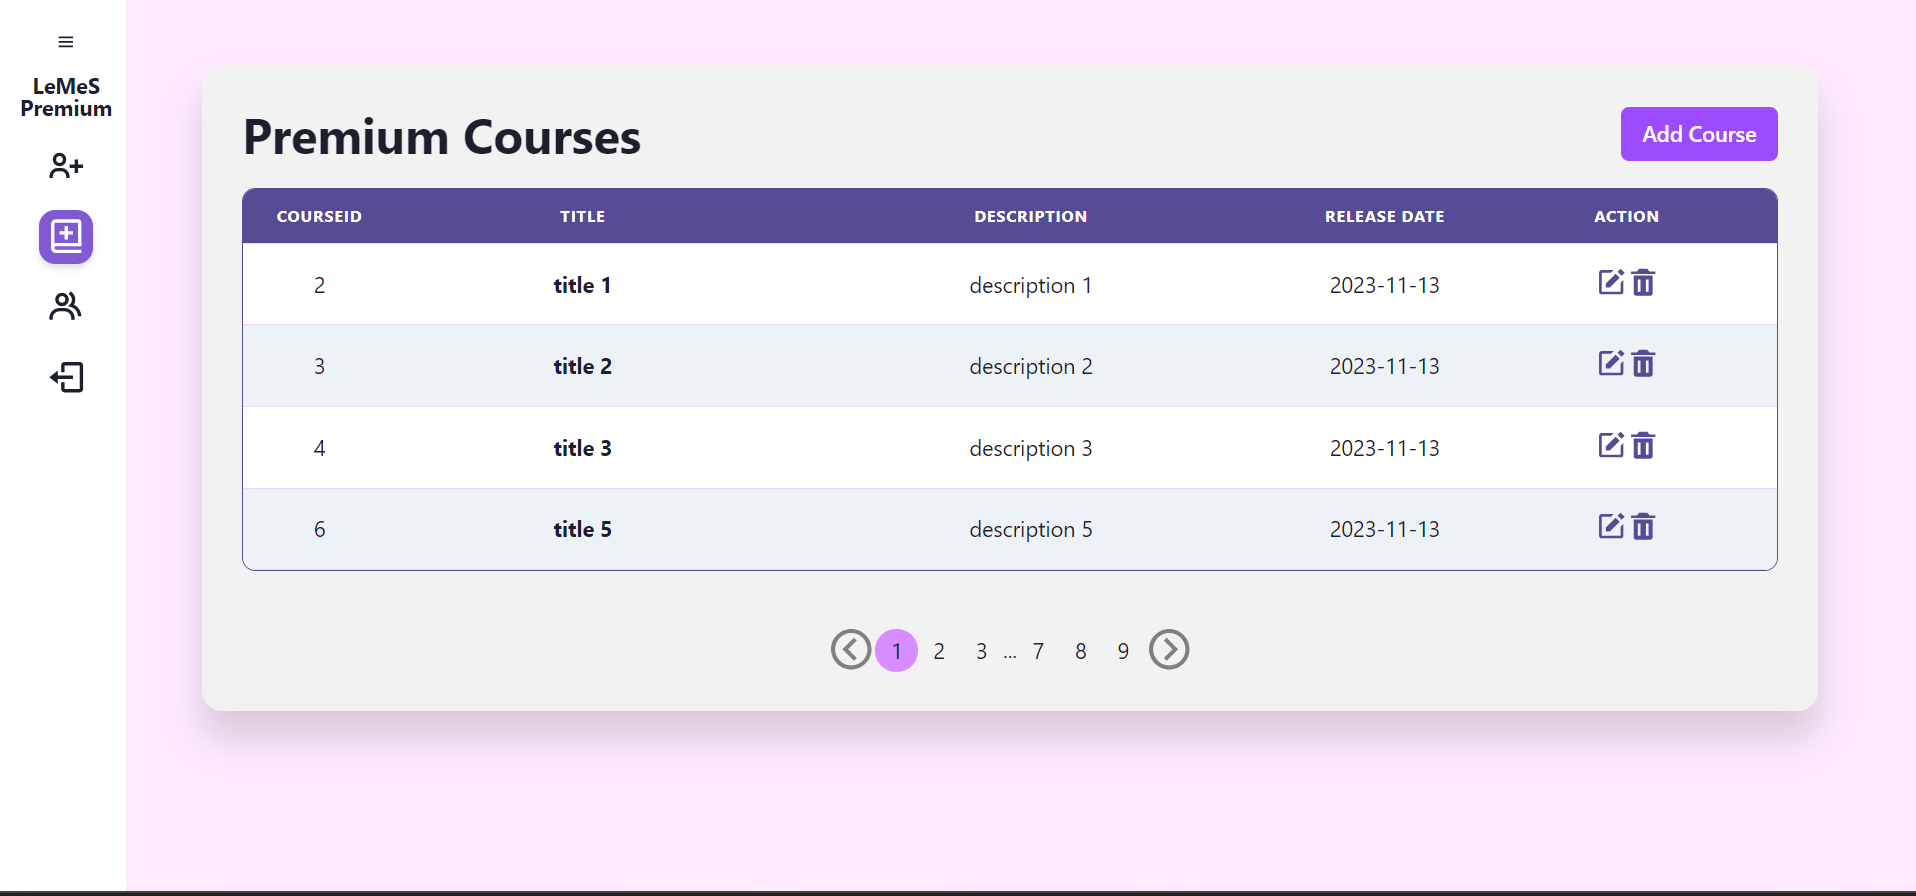 LeMeS
Premium
Premium Courses
Add Course
COURSEID TITLE DESCRIPTION RELEASE DATE ACTION
2 title 1 description 1 2023-11-13
3 title 2 description 2 2023-11-13
4 title 3 description 3 2023-11-13
6 title 5 description 5 2023-11-13
1 2 3 ... 7 8 9